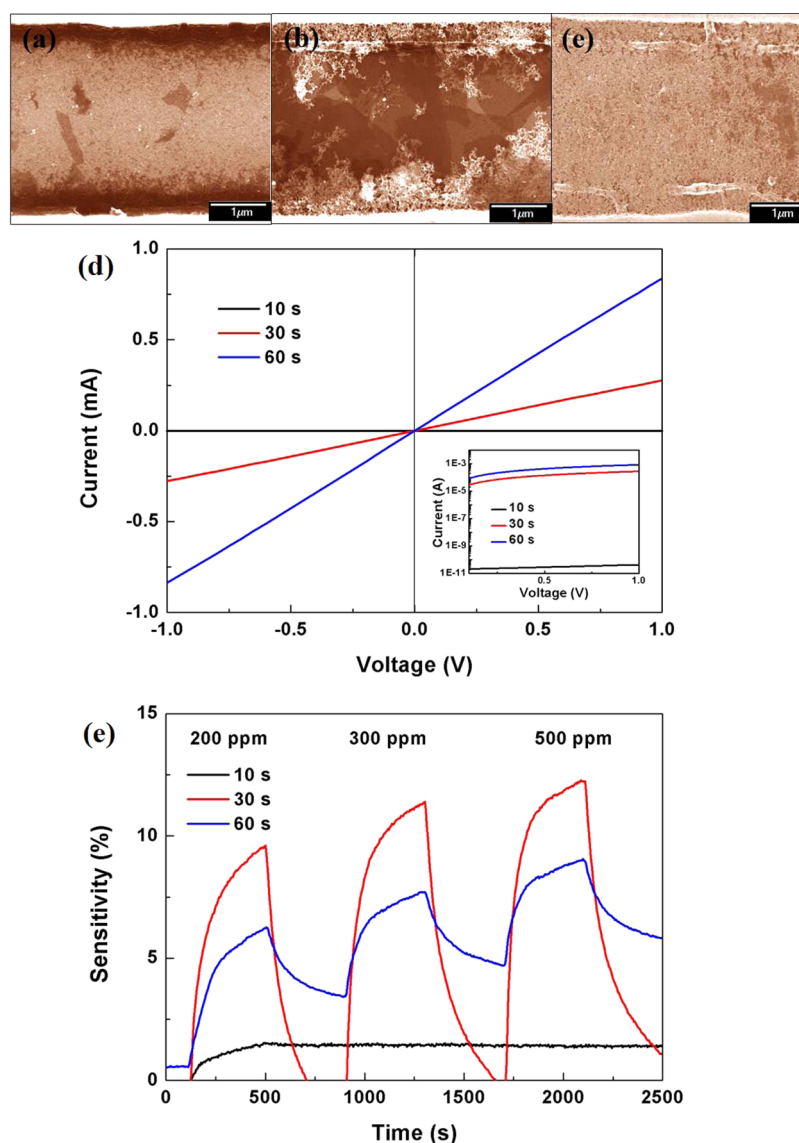 (a)
(b)
(e)
1μm
1μm
1μm
(d)
1.0
0.5
0.0
-0.5
-1.0
10 s
30 s
60 s
Current (mA)
-1.0 -0.5 0.0 0.5 1.0
Voltage (V)
1E-3
1E-5
1E-7
1E-9
1E-11
Current (A)
10 s
30 s
60 s
0.5 1.0
Voltage (V)
(e)
15
10
5
0
200 ppm 300 ppm 500 ppm
10 s
30 s
60 s
Sensitivity (%)
0 500 1000 1500 2000 2500
Time (s)